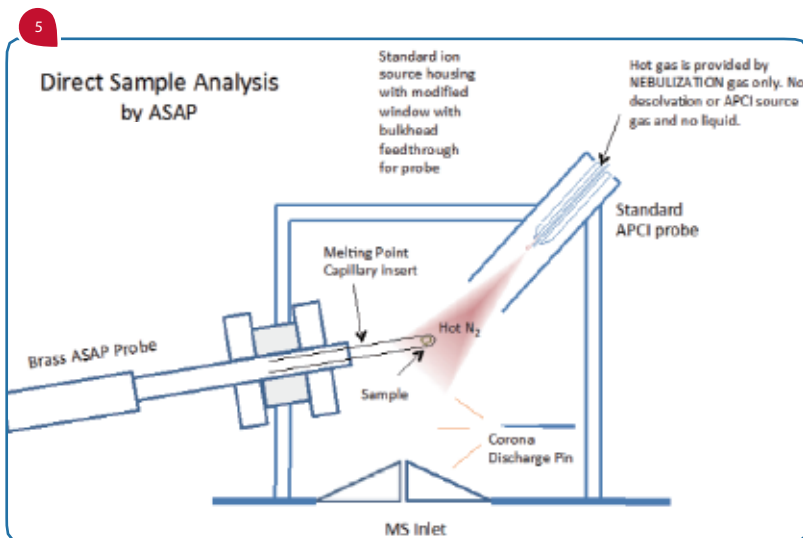 5
Direct Sample Analysis
by ASAP
Standard ion
source housing
with modified
window with
bulkhead
feedthrough
for probe
Hot gas is provided by
NEBULIZATION gas only. No
desolvation or APCI source
gas and no liquid.
Standard
APCI probe
Melting Point
Capillary insert
Hot N2
Brass ASAP Probe
Sample
Corona
Discharge Pin
MS Inlet